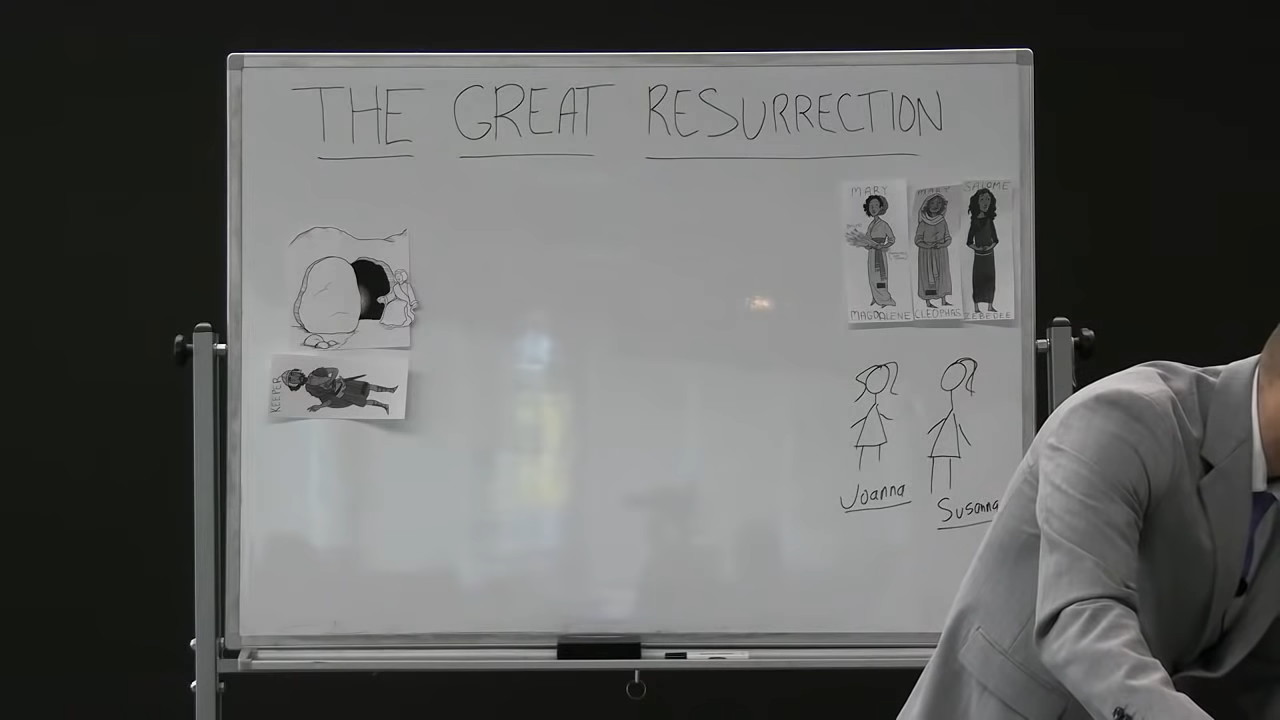 THE GREAT RESURRECTION
MARY MARY SALOME
MAGDALENE CLEOPHAS ZEBEDEE
KEEPER
Joanna
Susanna